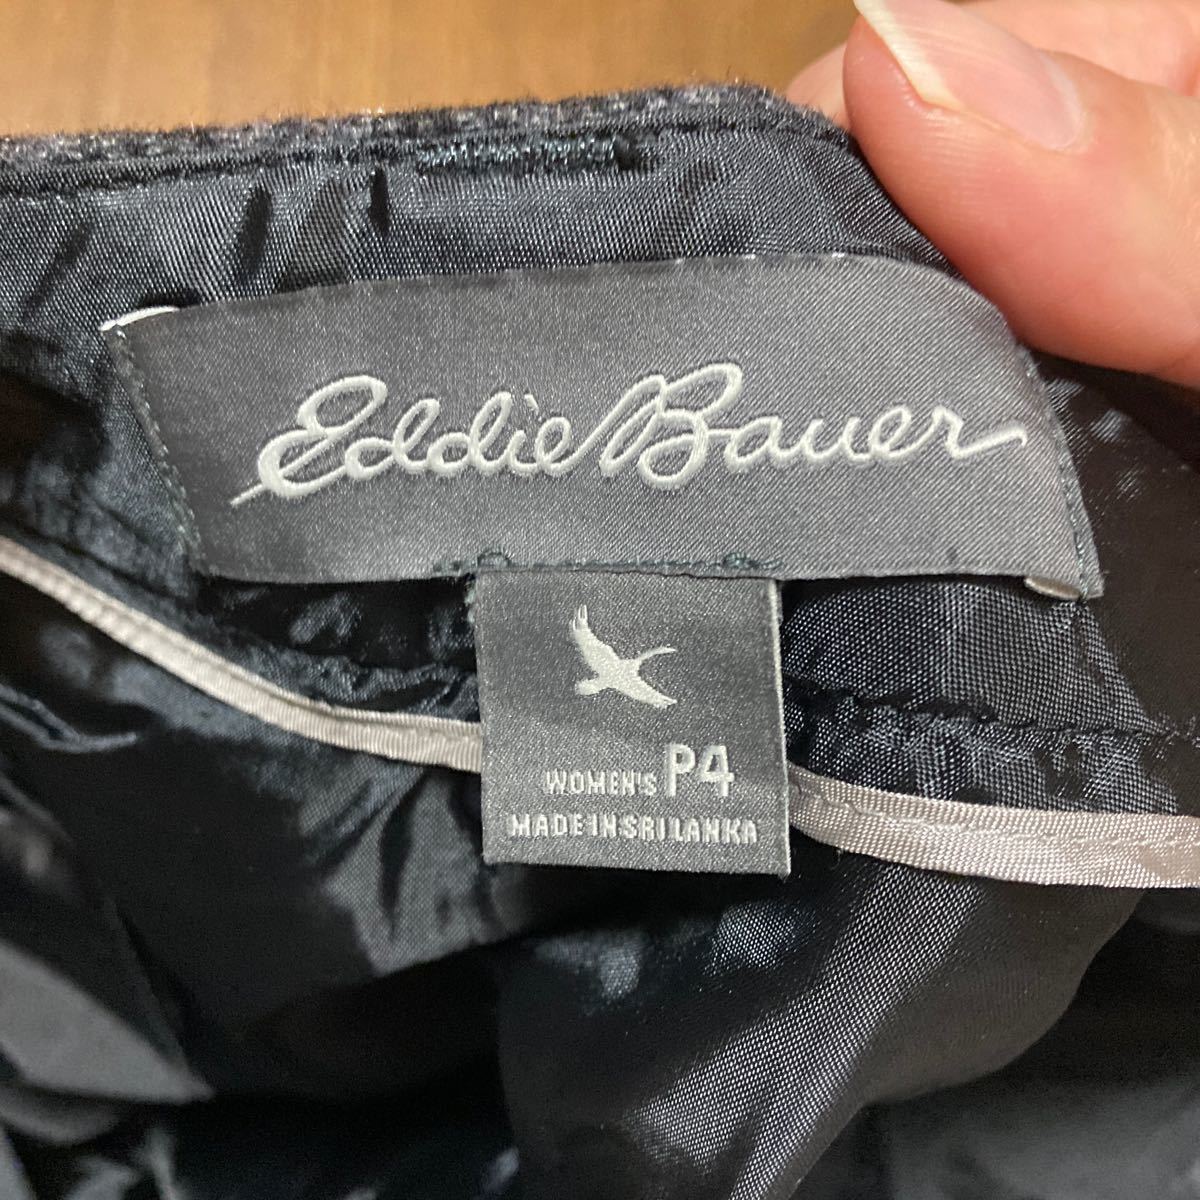 Eddie Bauer
WOMEN'S P4
MADE IN SRI LANKA